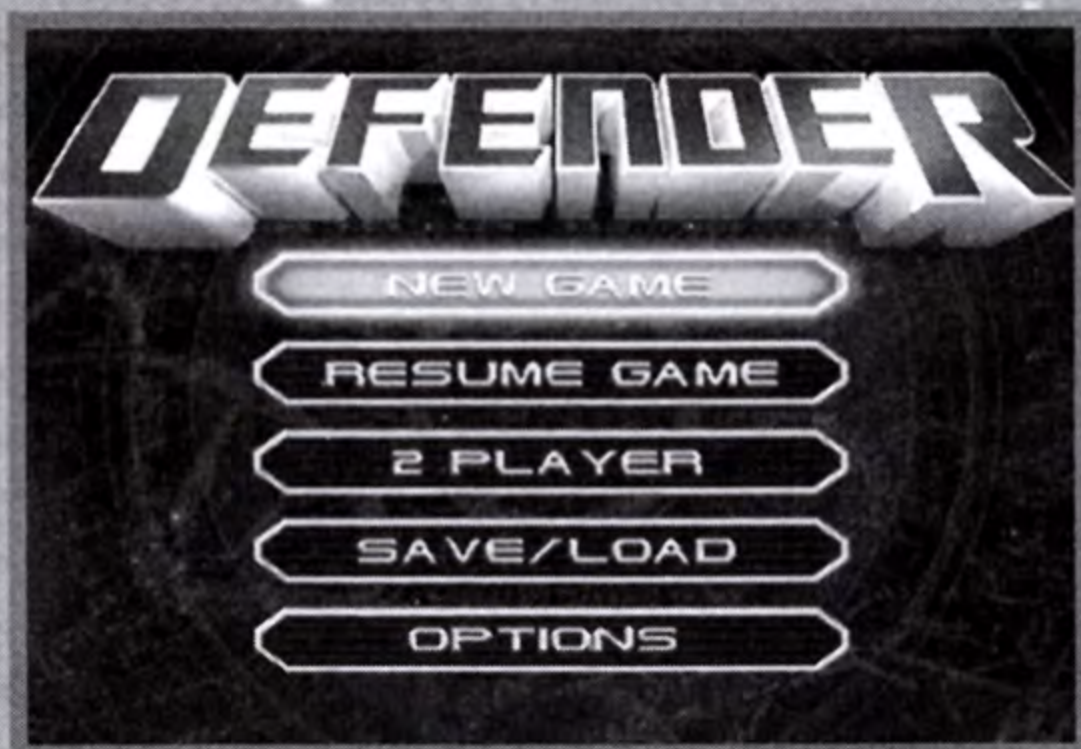 DEFENDER
NEW GAME
RESUME GAME
2 PLAYER
SAVE/LOAD
OPTIONS